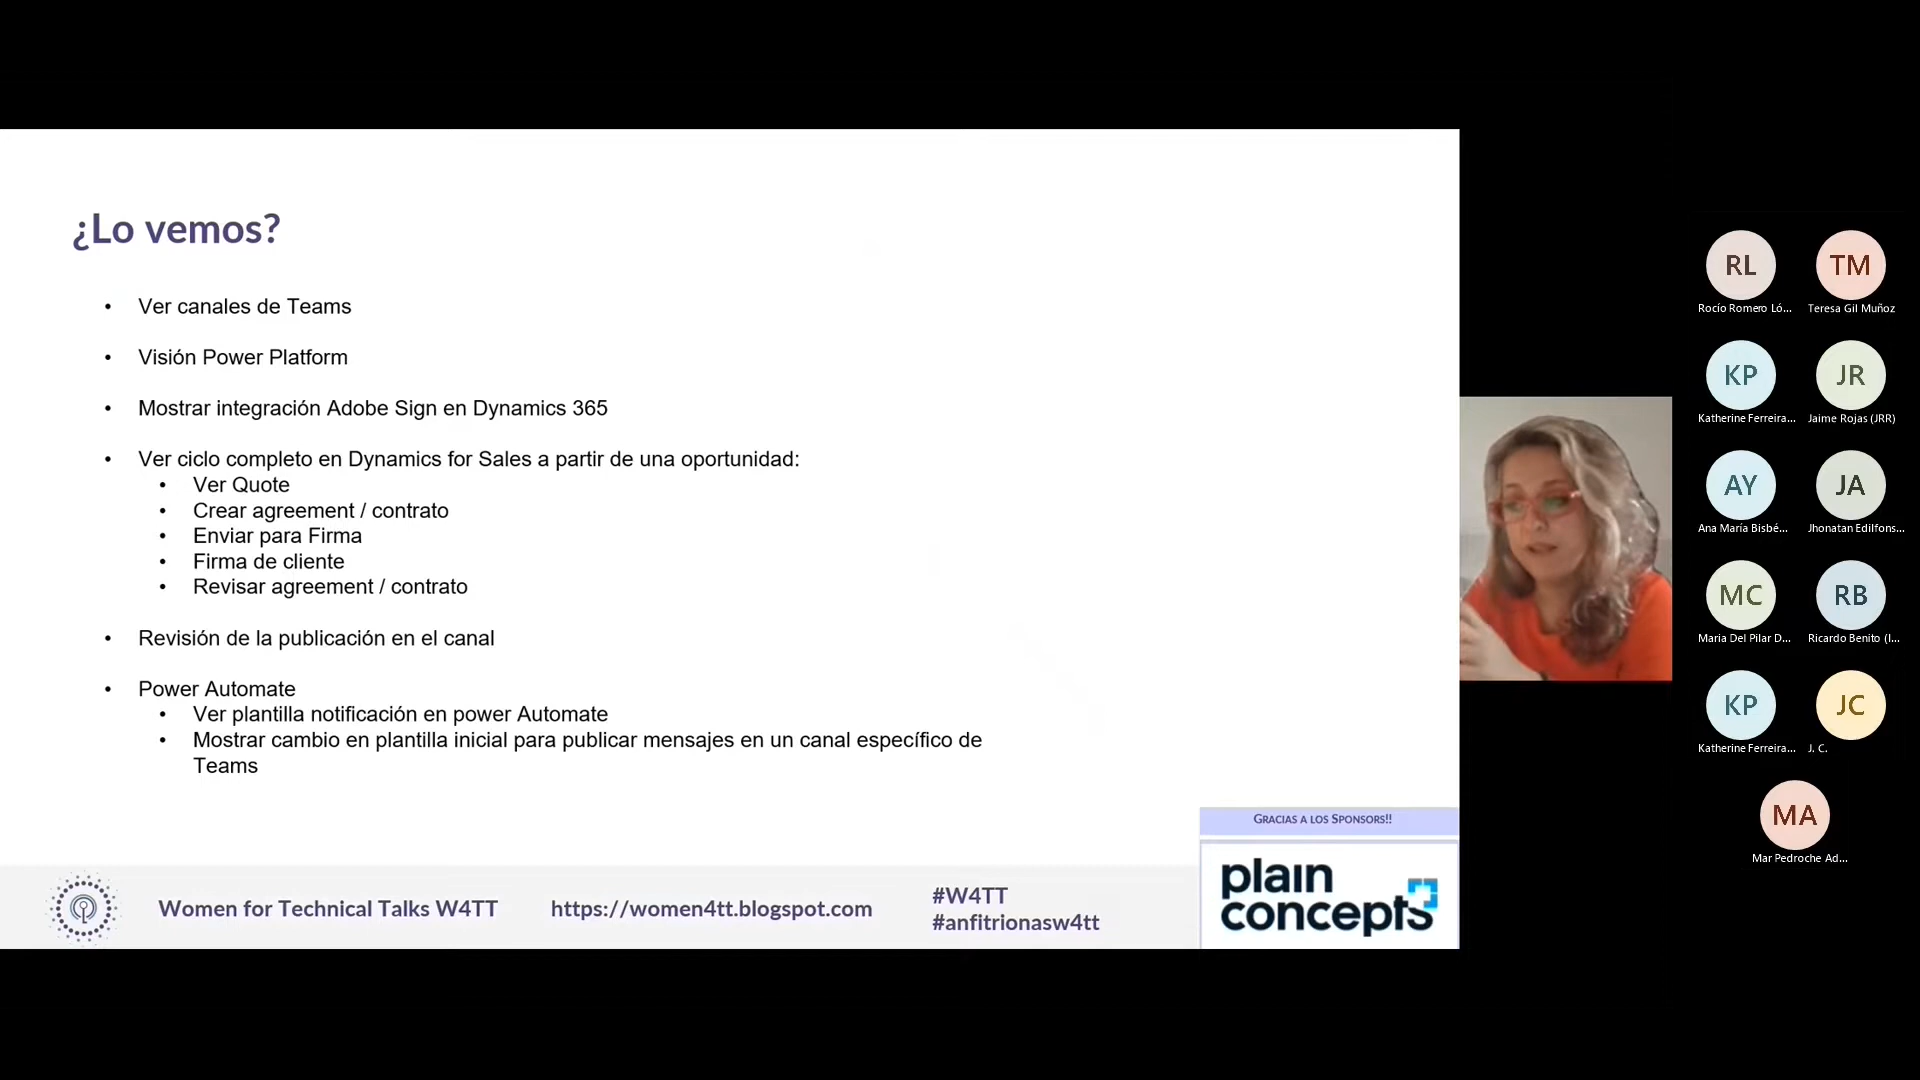 ¿Lo vemos?
• Ver canales de Teams
• Visión Power Platform
• Mostrar integración Adobe Sign en Dynamics 365
• Ver ciclo completo en Dynamics for Sales a partir de una oportunidad:
• Ver Quote
• Crear agreement / contrato
• Enviar para Firma
• Firma de cliente
• Revisar agreement / contrato
• Revisión de la publicación en el canal
• Power Automate
• Ver plantilla notificación en power Automate
• Mostrar cambio en plantilla inicial para publicar mensajes en un canal específico de
Teams
GRACIAS A LOS SPONSORS!!
plain
concepts
Women for Technical Talks W4TT
https://women4tt.blogspot.com
#W4TT
#anfitrionasw4tt
RL
TM
Rocío Romero Ló...
Teresa Gil Muñoz
KP
JR
Katherine Ferreira...
Jaime Rojas (JRR)
AY
JA
Ana María Bisbé...
Jhonatan Edilfons...
MC
RB
Maria Del Pilar D...
Ricardo Benito (I...
KP
JC
Katherine Ferreira...
J. C.
MA
Mar Pedroche Ad...